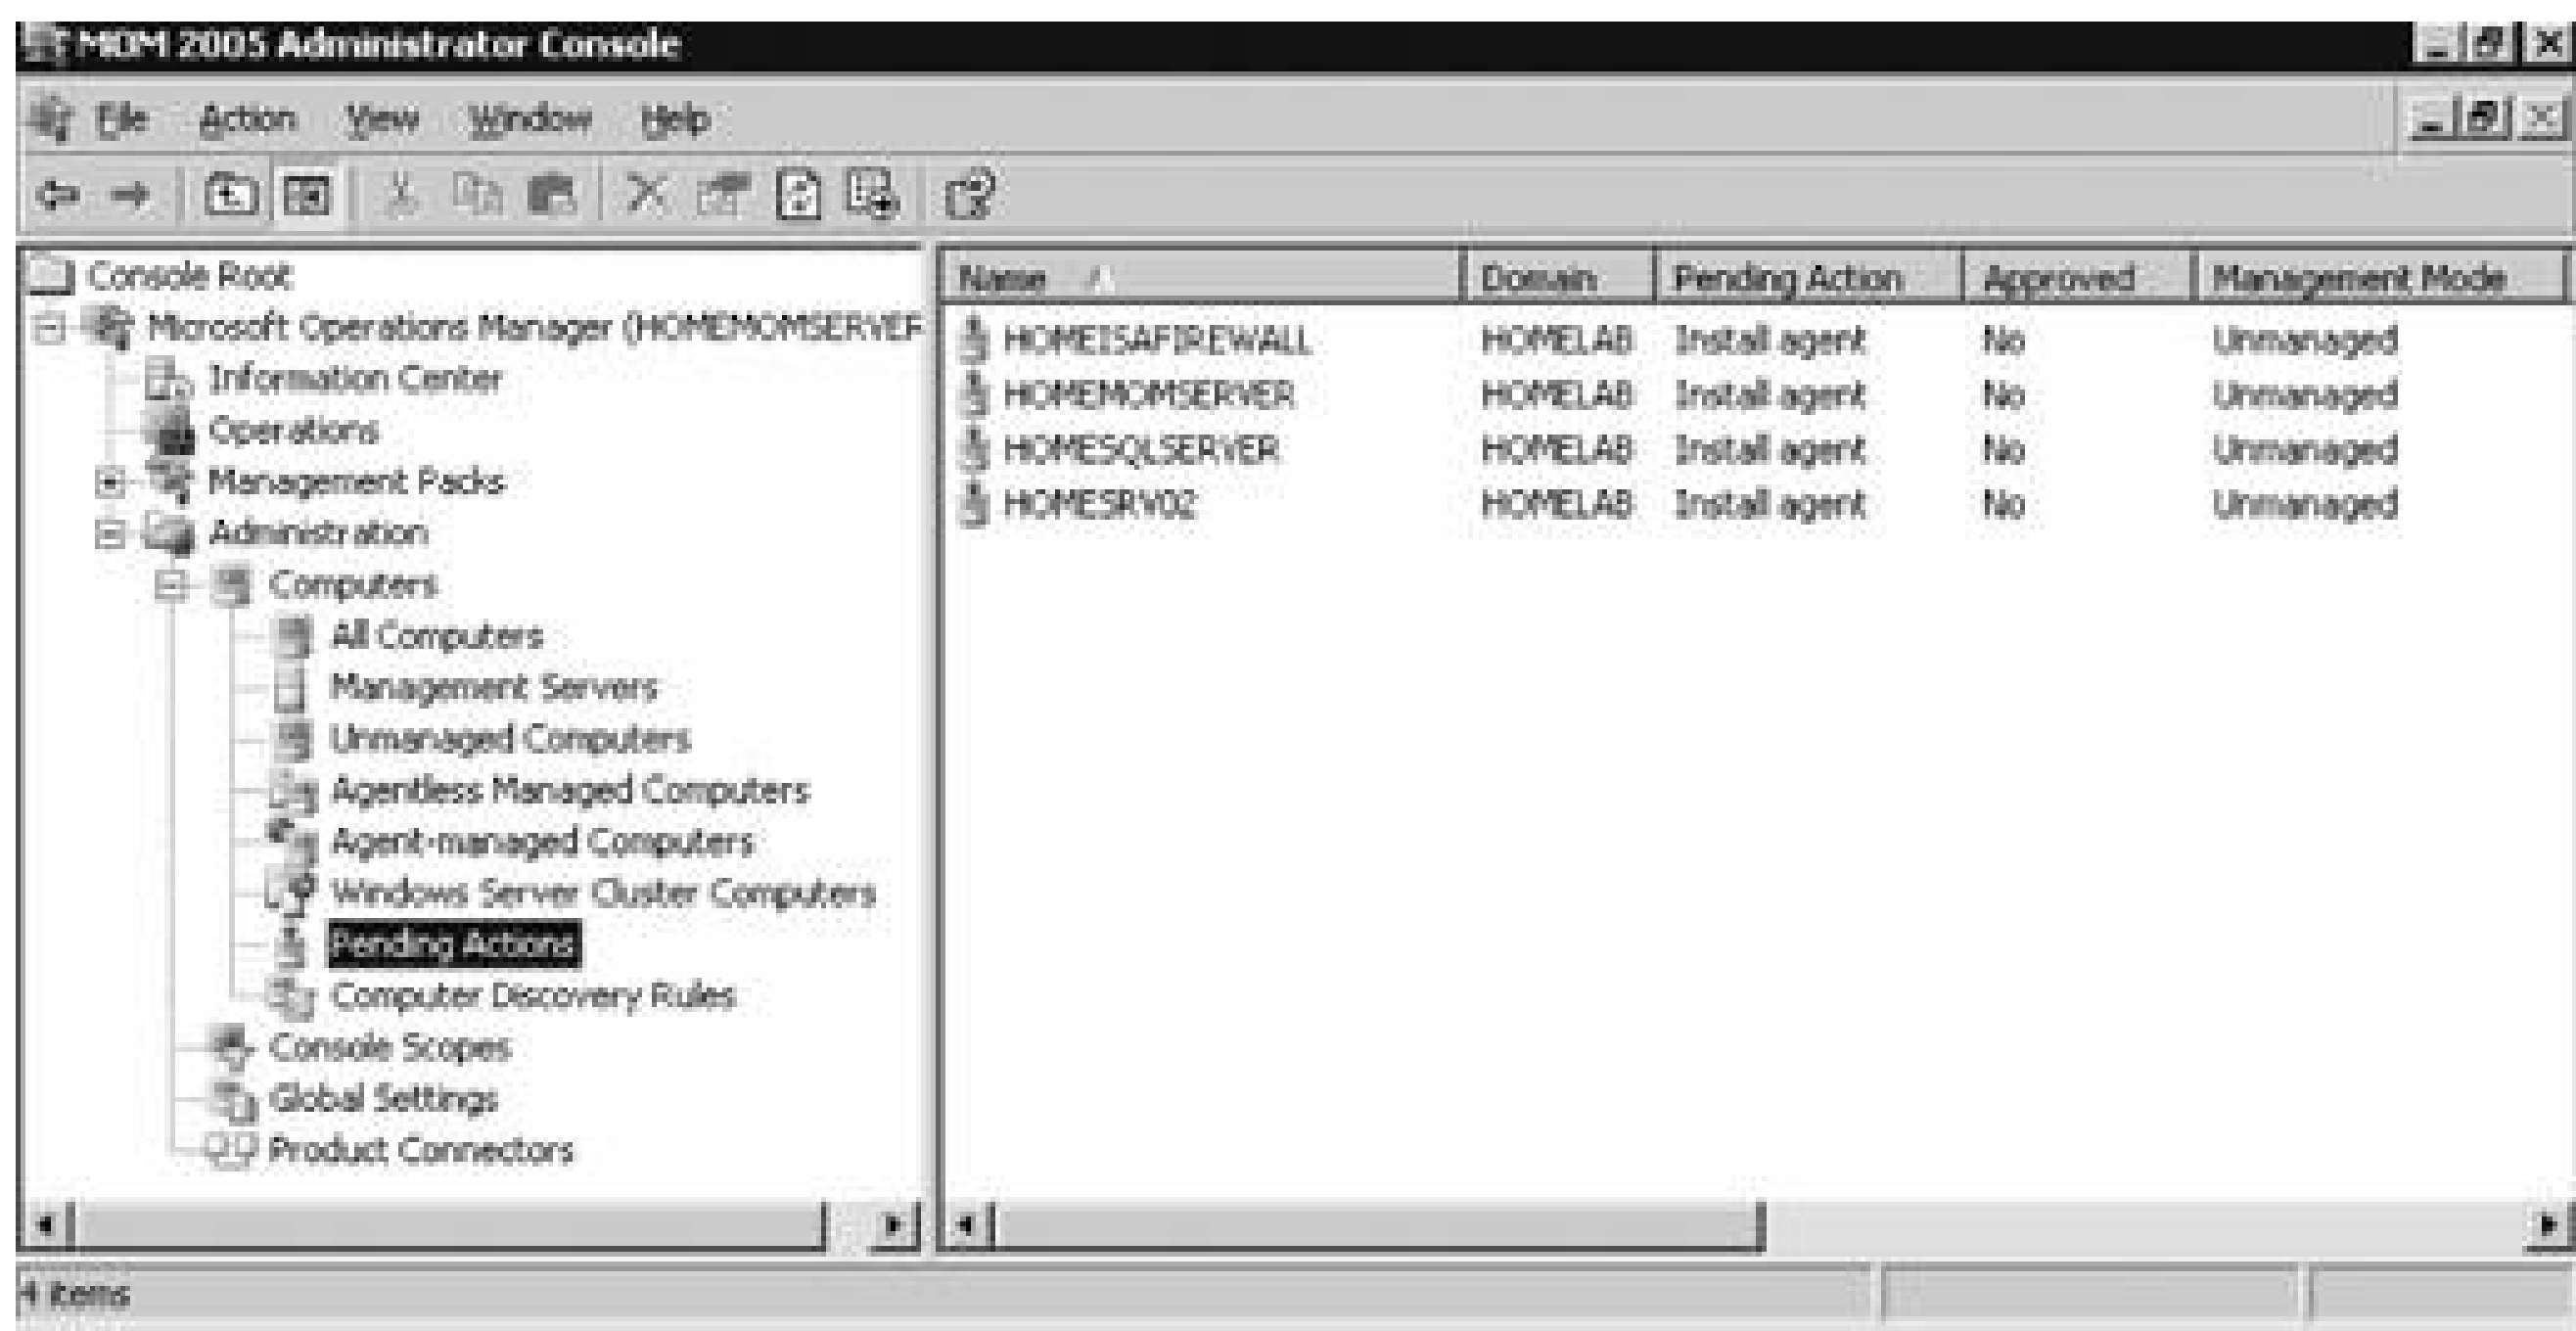 MOM 2005 Administrator Console
File Action View Window Help
Console Root
Microsoft Operations Manager (HOMEMOMSERVER
Information Center
Operations
Management Packs
Administration
Computers
All Computers
Management Servers
Unmanaged Computers
Agentless Managed Computers
Agent-managed Computers
Windows Server Cluster Computers
Pending Actions
Computer Discovery Rules
Console Scopes
Global Settings
Product Connectors
Name Domain Pending Action Approved Management Mode
HOMEISAFIREWALL HOMELAB Install agent No Unmanaged
HOMEMOMSERVER HOMELAB Install agent No Unmanaged
HOMESQLSERVER HOMELAB Install agent No Unmanaged
HOMESRV02 HOMELAB Install agent No Unmanaged
4 items